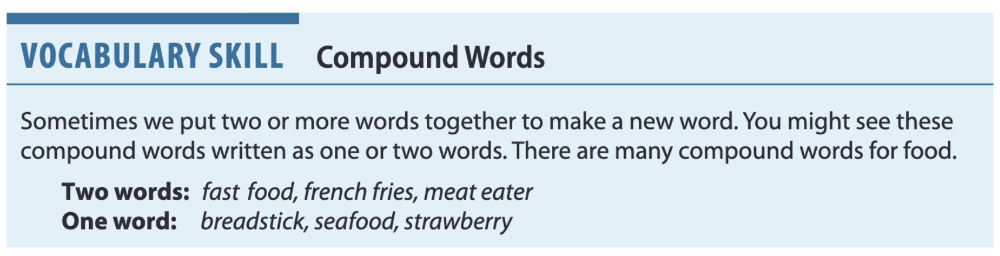 VOCABULARY SKILL Compound Words
Sometimes we put two or more words together to make a new word. You might see these
compound words written as one or two words. There are many compound words for food.
Two words: fast food, french fries, meat eater
One word: breadstick, seafood, strawberry